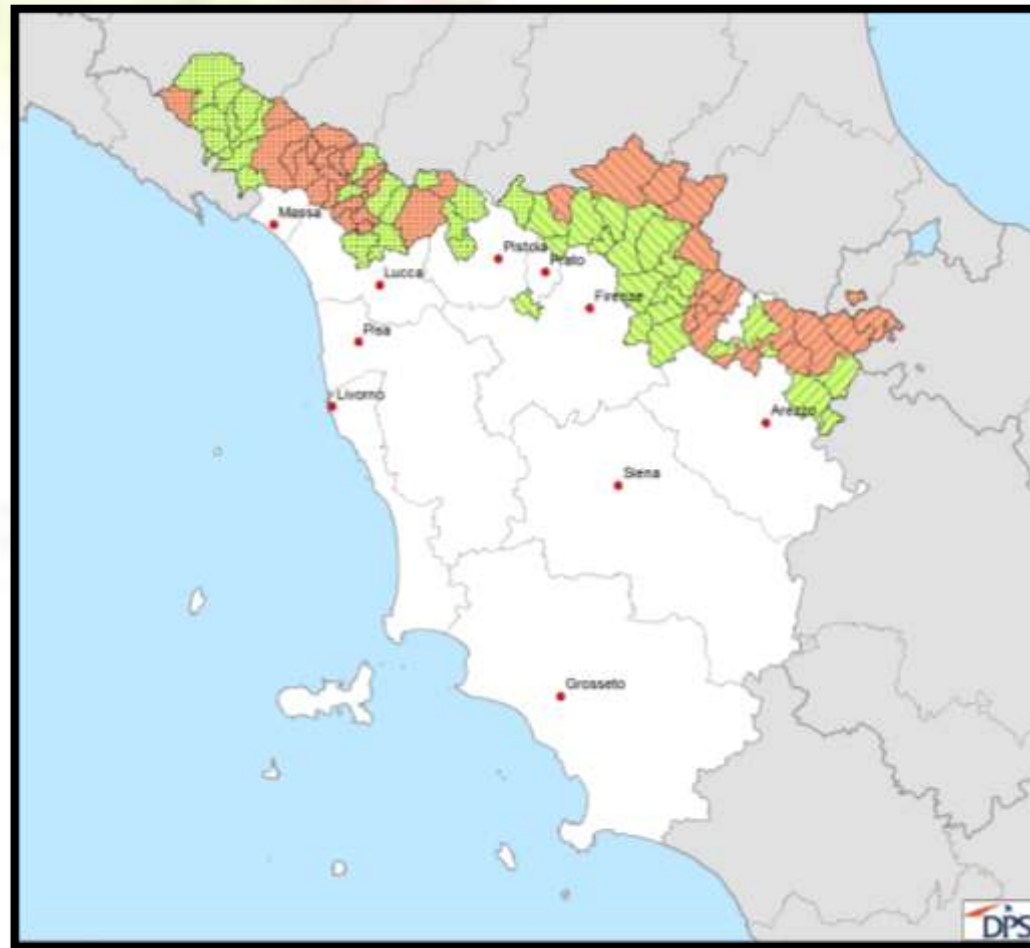 Massa
Pistoia
Prato
Lucca
Firenze
Pisa
Livorno
Arezzo
Siena
Grosseto
DPS